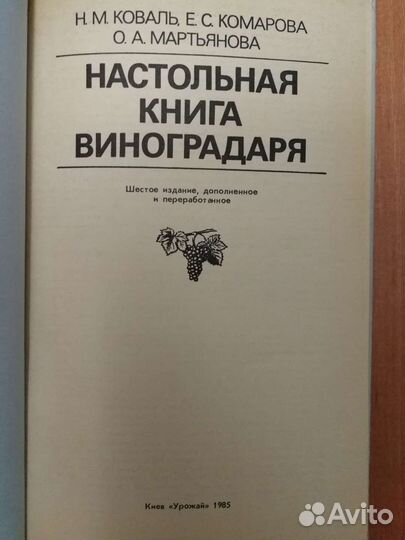 Н. М. КОВАЛЬ, Е. С. КОМАРОВА
О. А. МАРТЬЯНОВА
НАСТОЛЬНАЯ
КНИГА
ВИНОГРАДАРЯ
Шестое издание, дополненное
и переработанное
Киев «Урожай» 1985
Avito